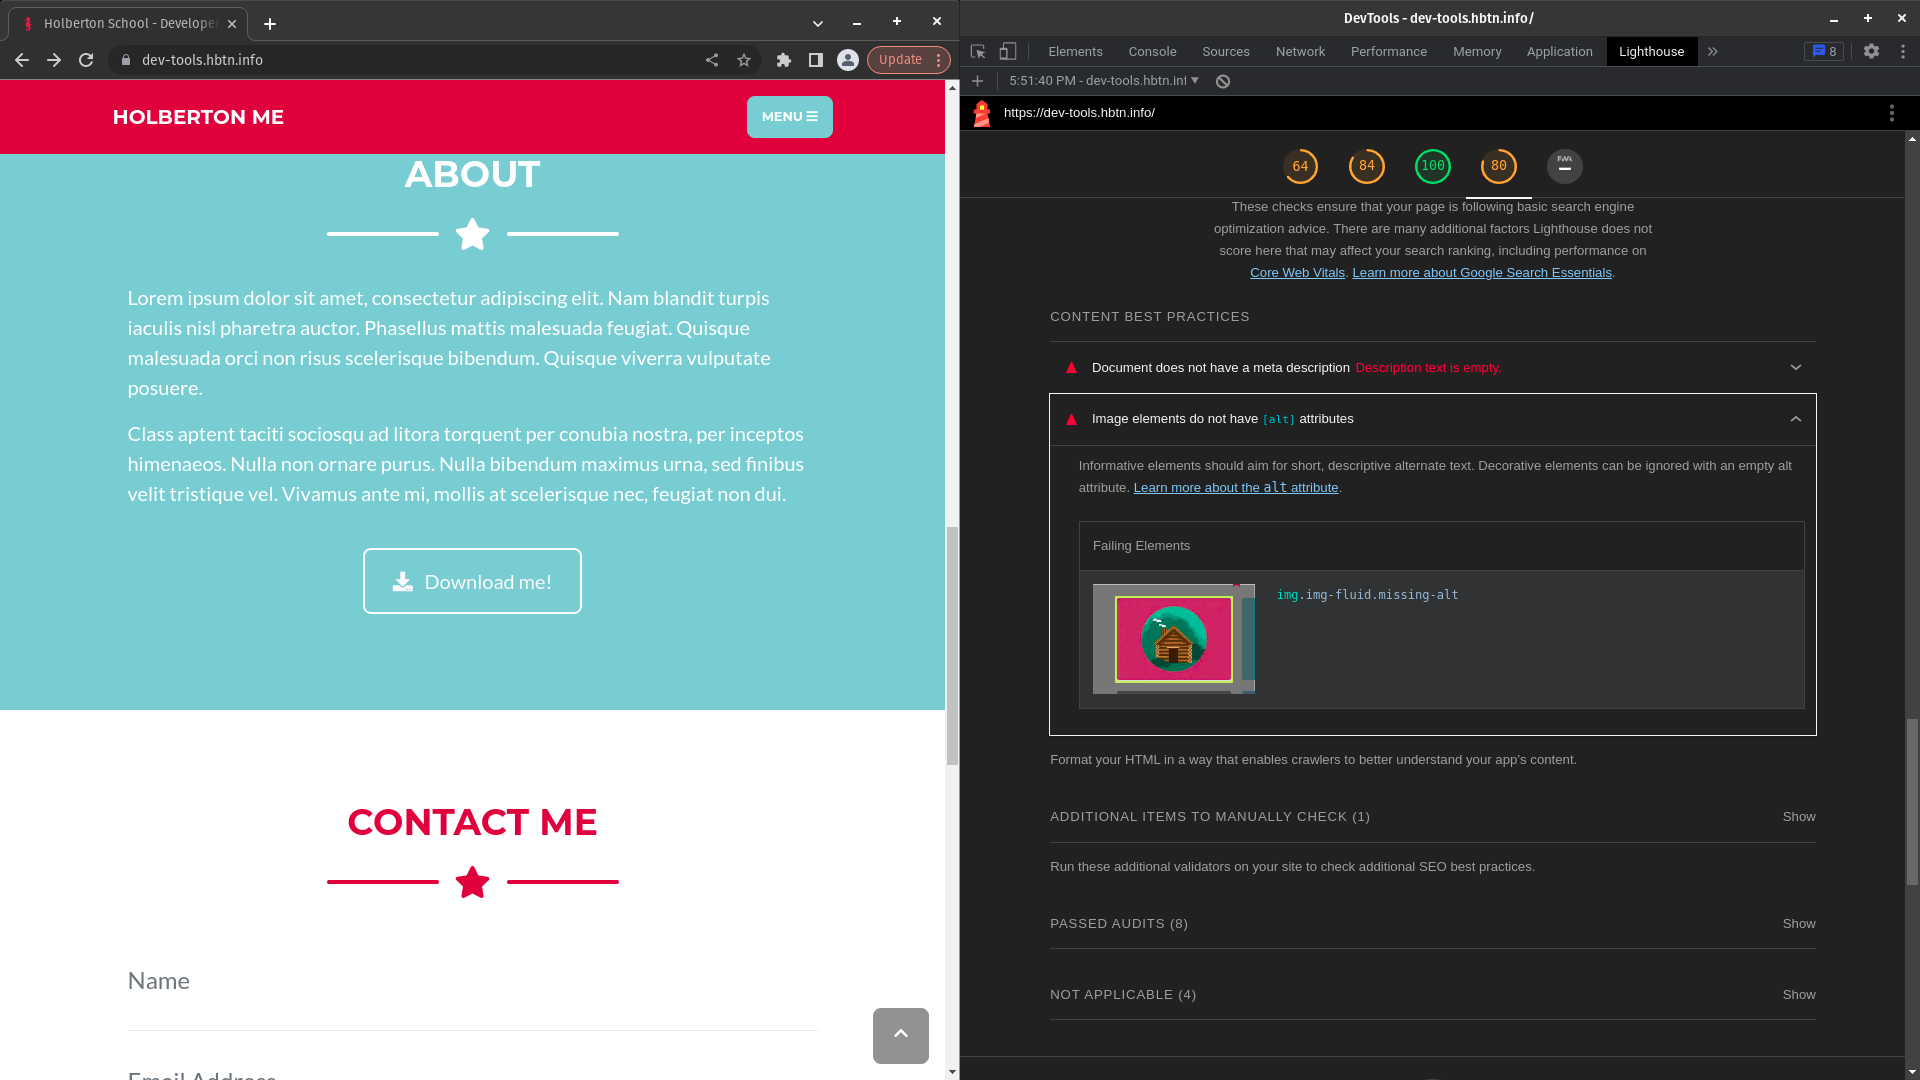 Holberton School - Develope
dev-tools.hbtn.info
Update
HOLBERTON ME
MENU
ABOUT
Lorem ipsum dolor sit amet, consectetur adipiscing elit. Nam blandit turpis
iaculis nisl pharetra auctor. Phasellus mattis malesuada feugiat. Quisque
malesuada orci non risus scelerisque bibendum. Quisque viverra vulputate
posuere.
Class aptent taciti sociosqu ad litora torquent per conubia nostra, per inceptos
himenaeos. Nulla non ornare purus. Nulla bibendum maximus urna, sed finibus
velit tristique vel. Vivamus ante mi, mollis at scelerisque nec, feugiat non dui.
Download me!
CONTACT ME
Name
Email Address
DevTools - dev-tools.hbtn.info/
Elements Console Sources Network Performance Memory Application Lighthouse 8
5:51:40 PM - dev-tools.hbtn.inf
https://dev-tools.hbtn.info/
64 84 100 80 PWA
These checks ensure that your page is following basic search engine
optimization advice. There are many additional factors Lighthouse does not
score here that may affect your search ranking, including performance on
Core Web Vitals. Learn more about Google Search Essentials.
CONTENT BEST PRACTICES
Document does not have a meta description Description text is empty.
Image elements do not have [alt] attributes
Informative elements should aim for short, descriptive alternate text. Decorative elements can be ignored with an empty alt
attribute. Learn more about the alt attribute.
Failing Elements
img.img-fluid.missing-alt
Format your HTML in a way that enables crawlers to better understand your app's content.
ADDITIONAL ITEMS TO MANUALLY CHECK (1) Show
Run these additional validators on your site to check additional SEO best practices.
PASSED AUDITS (8) Show
NOT APPLICABLE (4) Show